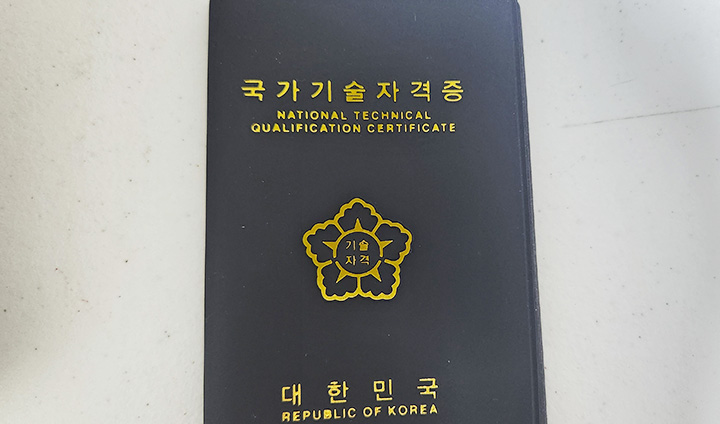 국가기술자격증
NATIONAL TECHNICAL
QUALIFICATION CERTIFICATE
기술
자격
대한민국
REPUBLIC OF KOREA